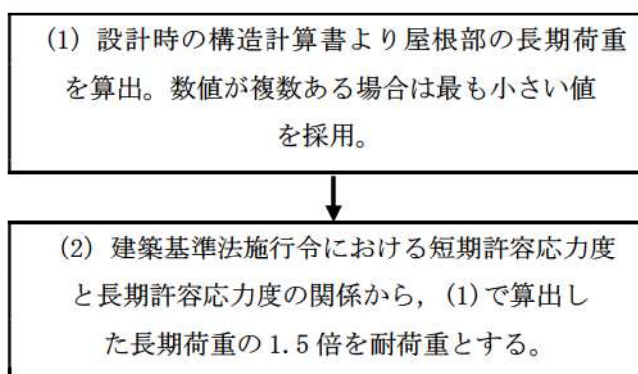 (1) 設計時の構造計算書より屋根部の長期荷重
を算出。数値が複数ある場合は最も小さい値
を採用。
(2) 建築基準法施行令における短期許容応力度
と長期許容応力度の関係から, (1)で算出し
た長期荷重の 1.5 倍を耐荷重とする。